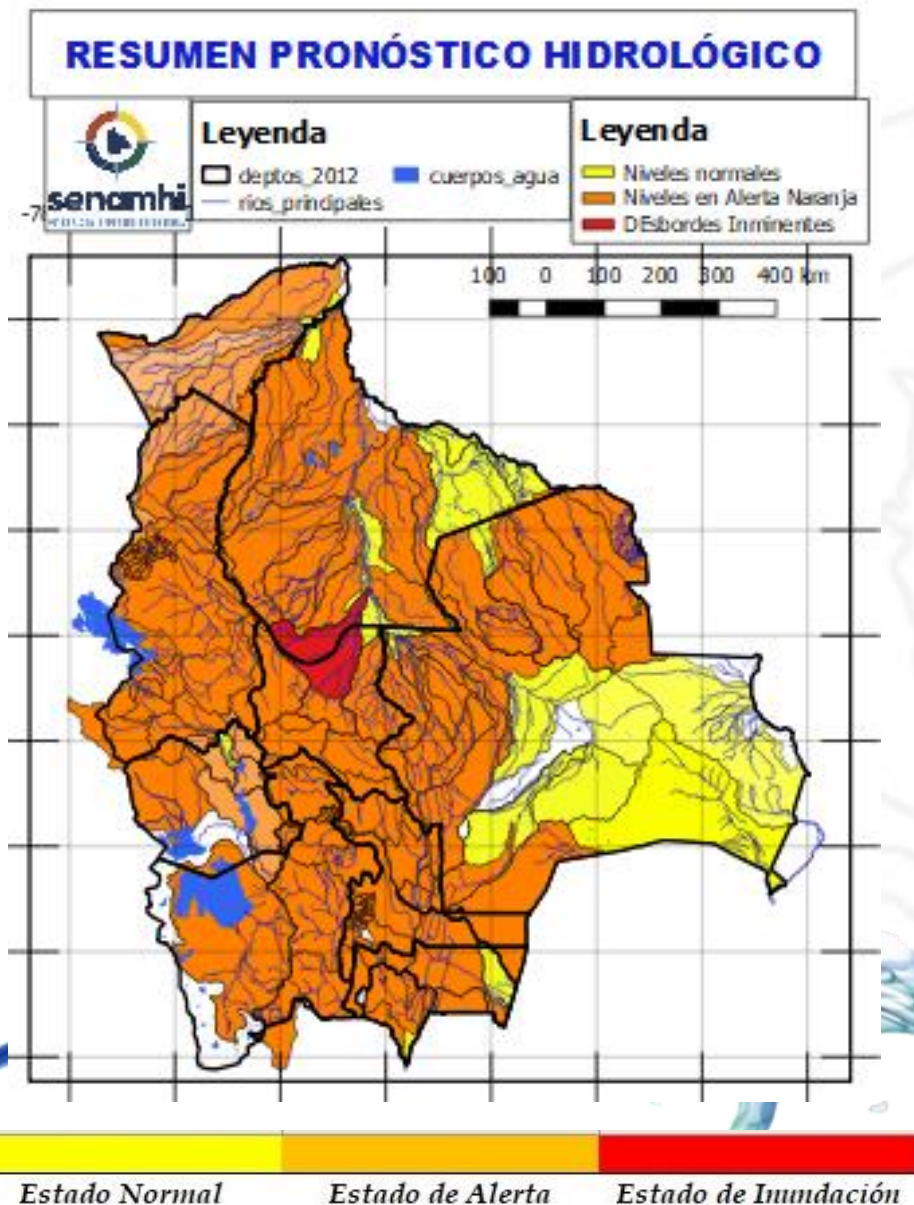 RESUMEN PRONÓSTICO HIDROLÓGICO
Leyenda
deptos_2012
cuerpos_agua
rios_principales
Leyenda
Niveles normales
Niveles en Alerta Naranja
DEsbordes Inminentes
senamhi
100 0 100 200 300 400 km
Estado Normal
Estado de Alerta
Estado de Inundación